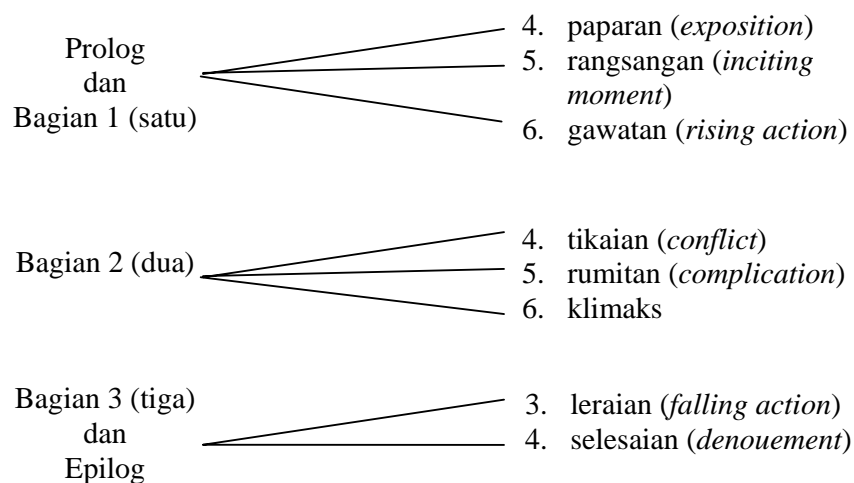 Prolog
dan
Bagian 1 (satu)
4. paparan (exposition)
5. rangsangan (inciting
moment)
6. gawatan (rising action)
Bagian 2 (dua)
4. tikaian (conflict)
5. rumitan (complication)
6. klimaks
Bagian 3 (tiga)
dan
Epilog
3. leraian (falling action)
4. selesaian (denouement)